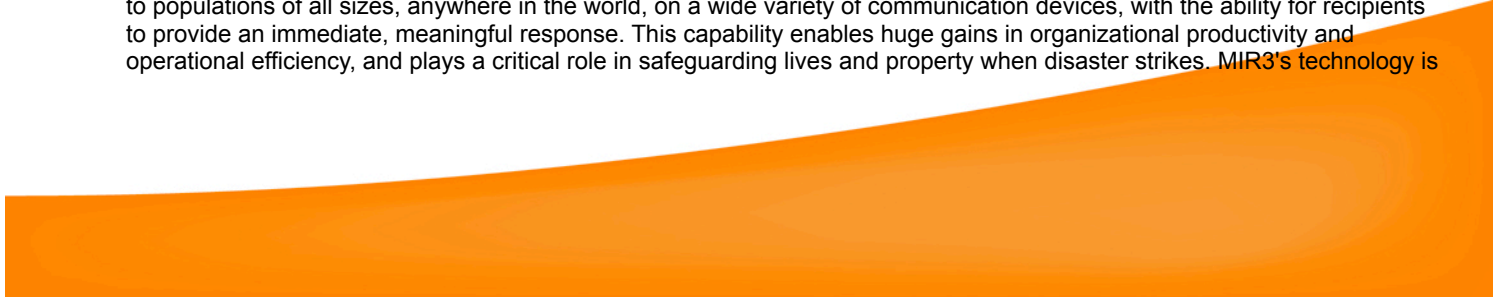 to populations of all sizes, anywhere in the world, on a wide variety of communication devices, with the ability for recipients
to provide an immediate, meaningful response. This capability enables huge gains in organizational productivity and
operational efficiency, and plays a critical role in safeguarding lives and property when disaster strikes. MIR3's technology is